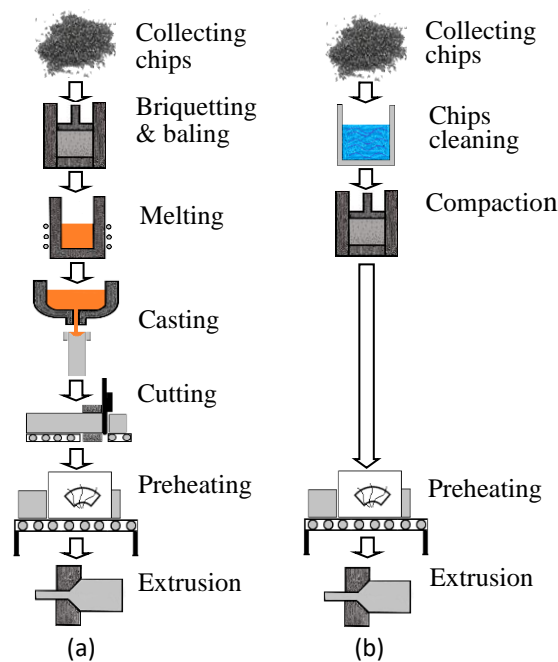 Collecting
chips
Briquetting
& baling
Melting
Casting
Cutting
Preheating
Extrusion
(a)
Collecting
chips
Chips
cleaning
Compaction
Preheating
Extrusion
(b)